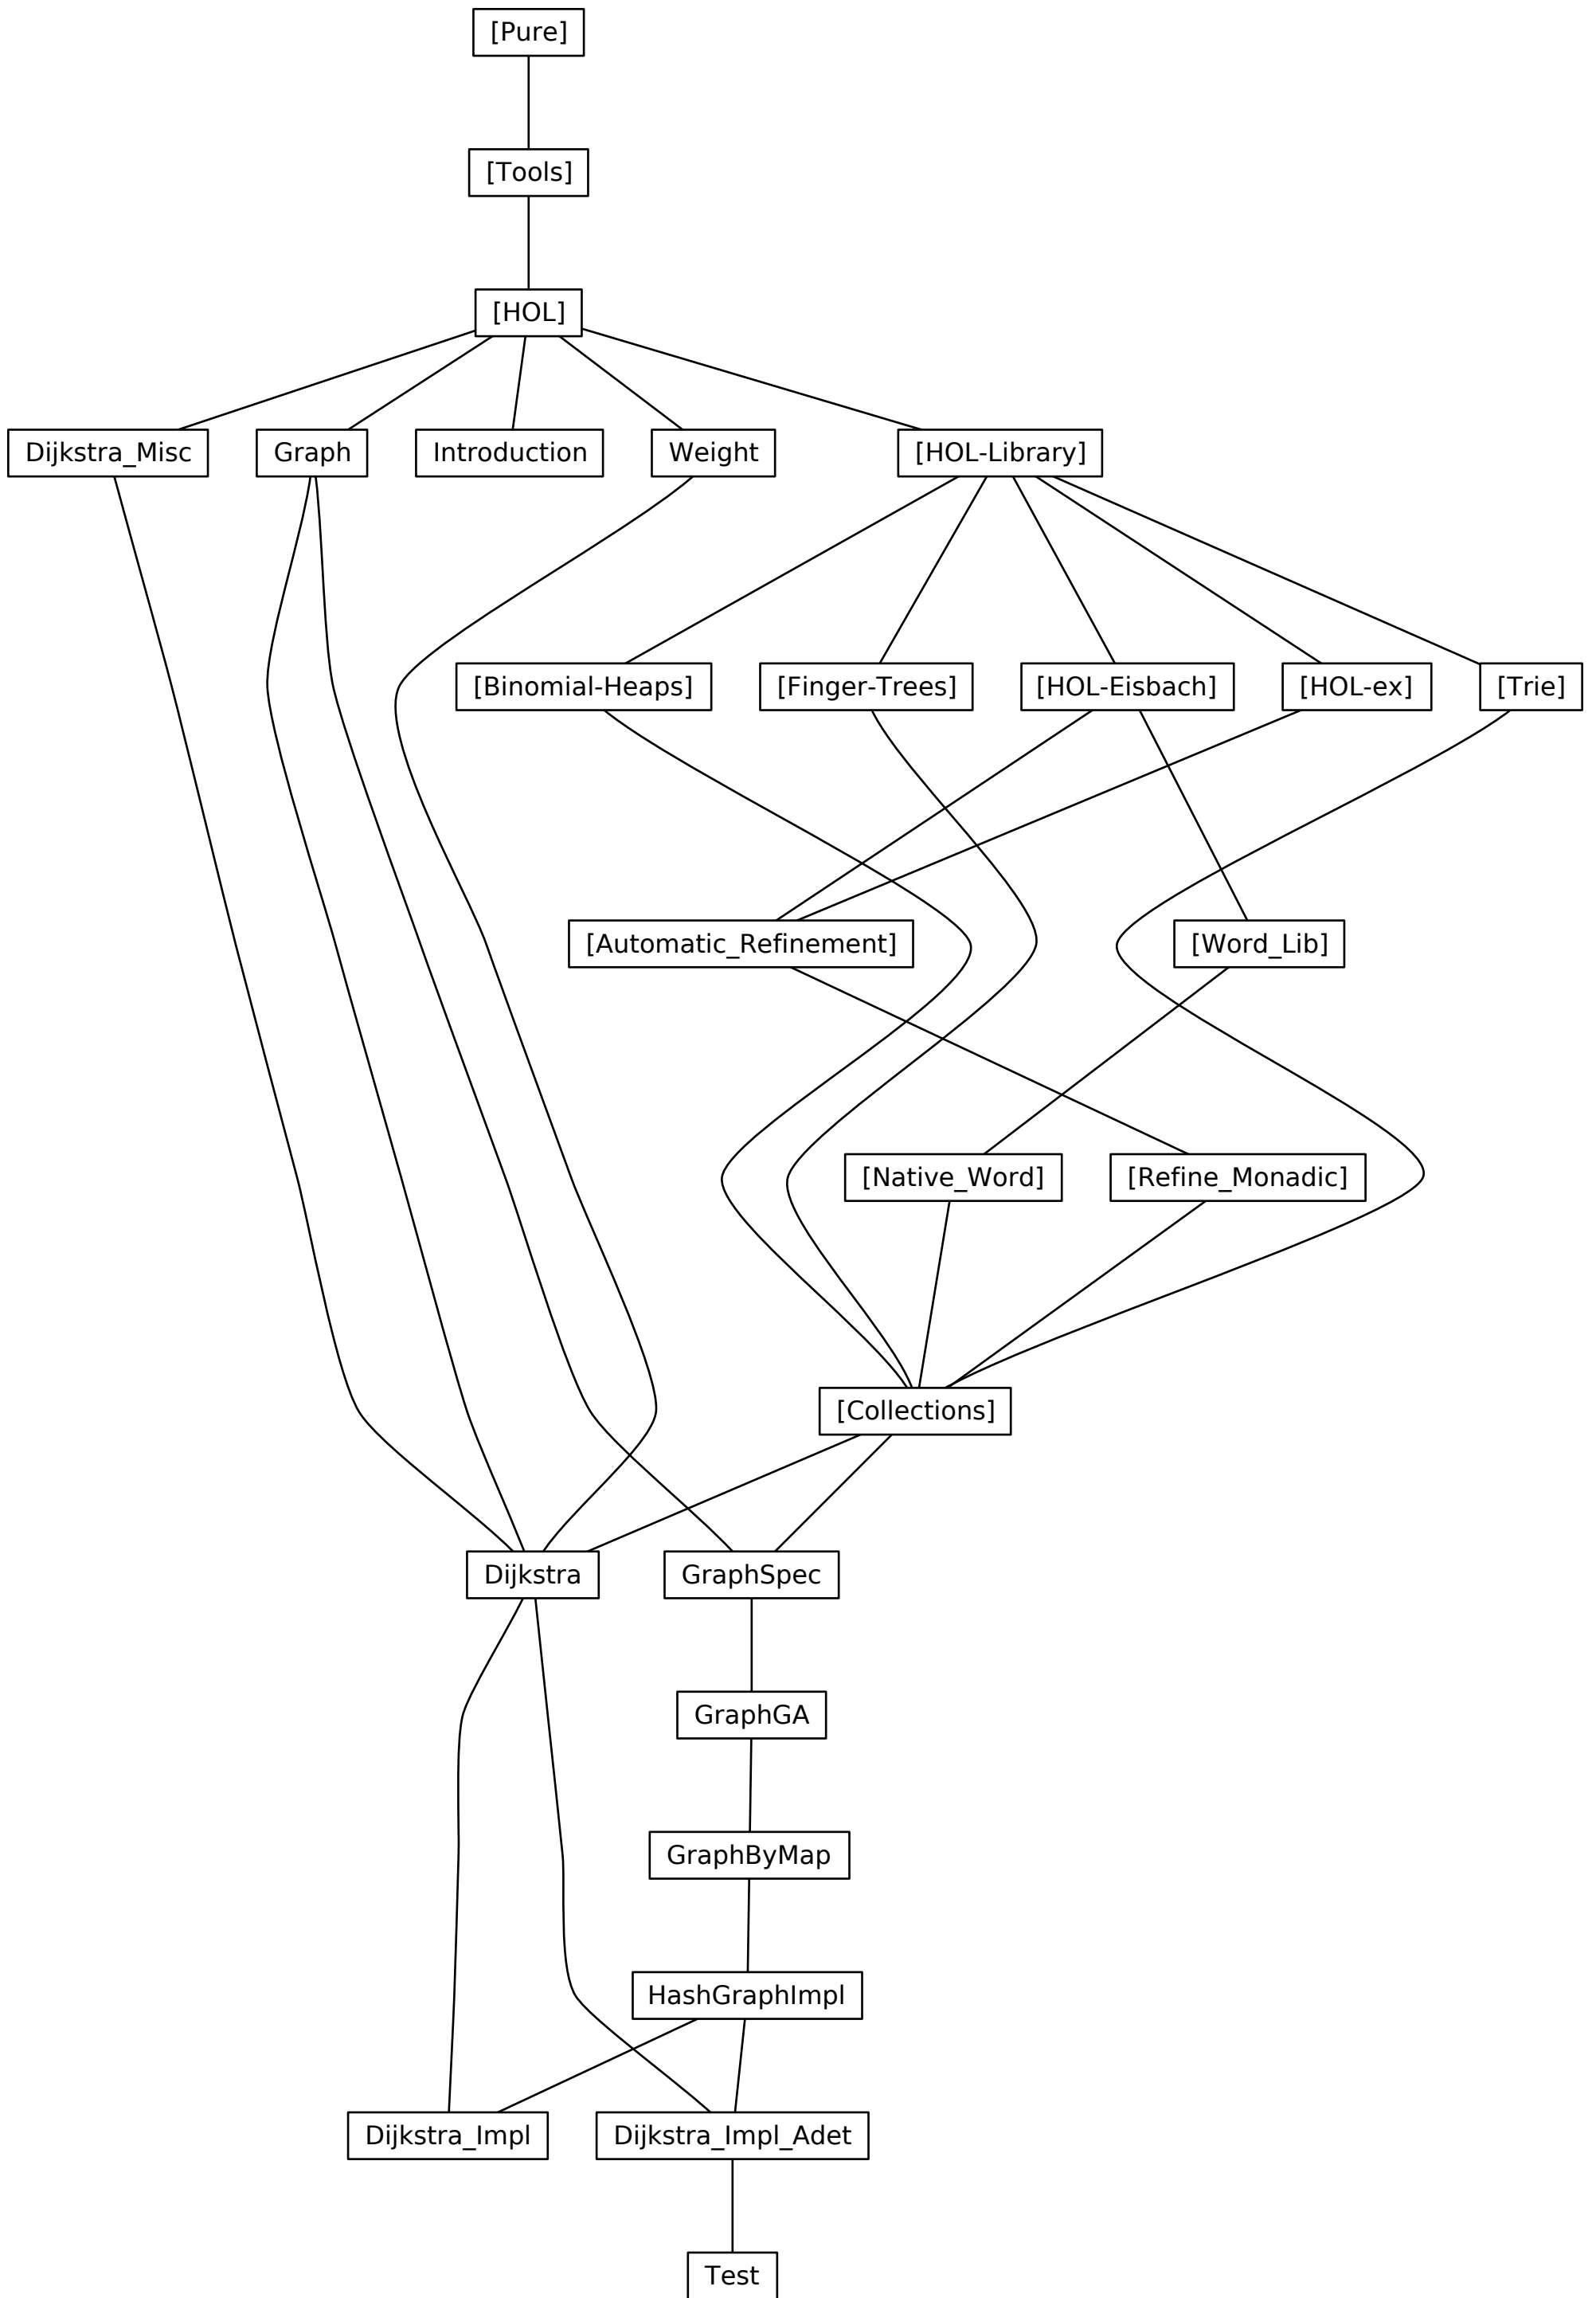 [Pure]
[Tools]
[HOL]
Dijkstra_Misc
Graph
Introduction
Weight
[HOL-Library]
[Binomial-Heaps]
[Finger-Trees]
[HOL-Eisbach]
[HOL-ex]
[Trie]
[Automatic_Refinement]
[Word_Lib]
[Native_Word]
[Refine_Monadic]
[Collections]
Dijkstra
GraphSpec
GraphGA
GraphByMap
HashGraphImpl
Dijkstra_Impl
Dijkstra_Impl_Adet
Test